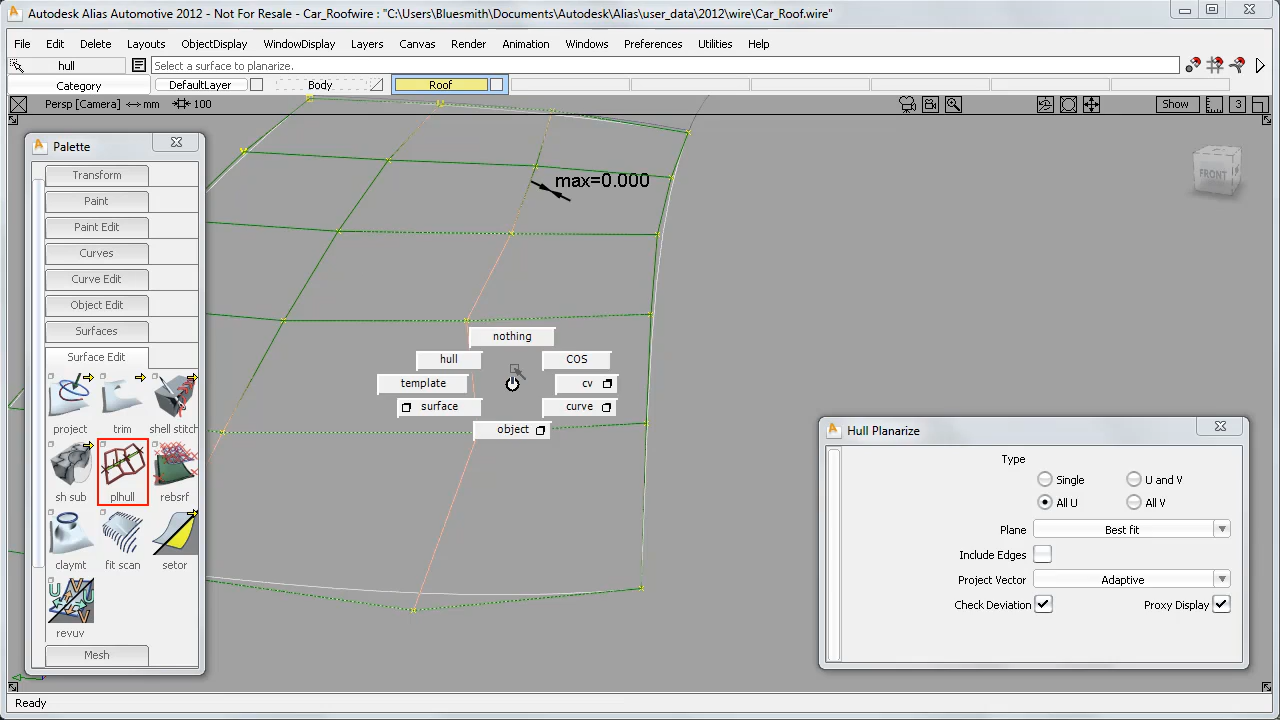 Autodesk Alias Automotive 2012 - Not For Resale - Car_Roofwire : "C:\Users\Bluesmith\Documents\Autodesk\Alias\user_data\2012\wire\Car_Roof.wire"
File Edit Delete Layouts ObjectDisplay WindowDisplay Layers Canvas Render Animation Windows Preferences Utilities Help
hull Select a surface to planarize.
Category DefaultLayer Body Roof
Persp [Camera] mm 100 Show 3
FRONT
Palette
Transform
Paint
Paint Edit
Curves
Curve Edit
Object Edit
Surfaces
Surface Edit
project trim shell stitch
sh sub plhull rebsrf
claymt fit scan setor
revuv
Mesh
max=0.000
nothing
hull COS
template cv
surface curve
object
Hull Planarize
Type
Single U and V
All U All V
Plane Best fit
Include Edges
Project Vector Adaptive
Check Deviation Proxy Display
Ready